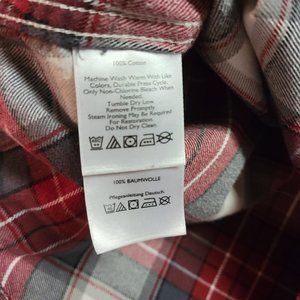 100% Cotton
Machine Wash Warm With Like
Colors, Durable Press Cycle,
Only Non-Chlorine Bleach When
Needed.
Tumble Dry Low
Remove Promptly
Steam Ironing May Be Required
For Restoration
Do Not Dry Clean
100% BAUMWOLLE
Pflegeanleitung Deutsch